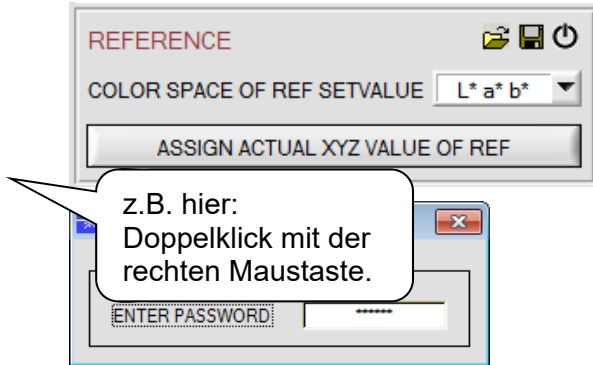 REFERENCE
COLOR SPACE OF REF SETVALUE L* a* b*
ASSIGN ACTUAL XYZ VALUE OF REF
z.B. hier:
Doppelklick mit der
rechten Maustaste.
ENTER PASSWORD ******